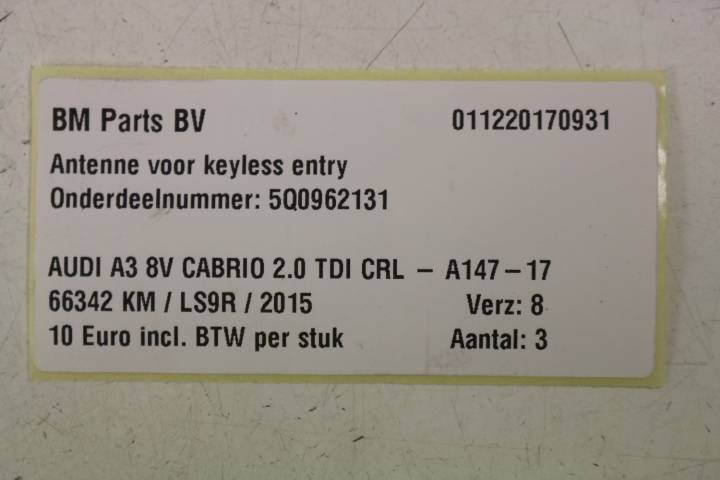 BM Parts BV 011220170931
Antenne voor keyless entry
Onderdeelnummer: 5Q0962131
AUDI A3 8V CABRIO 2.0 TDI CRL – A147-17
66342 KM / LS9R / 2015 Verz: 8
10 Euro incl. BTW per stuk Aantal: 3